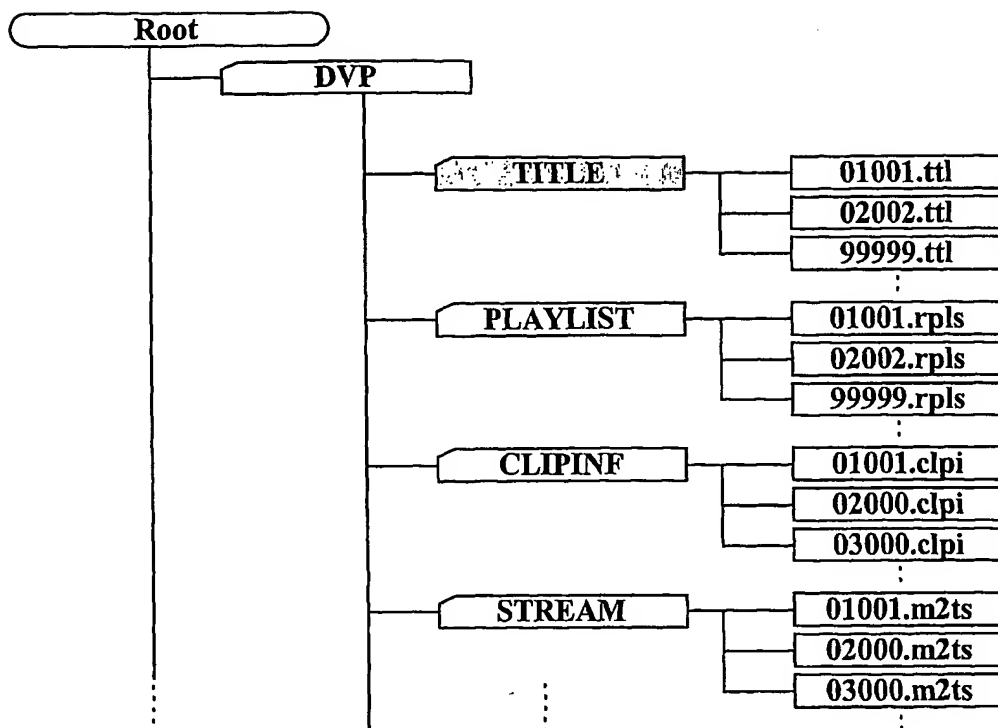 Root
DVP
TITLE
01001.ttl
02002.ttl
99999.ttl
PLAYLIST
01001.rpls
02002.rpls
99999.rpls
CLIPINF
01001.clpi
02000.clpi
03000.clpi
STREAM
01001.m2ts
02000.m2ts
03000.m2ts